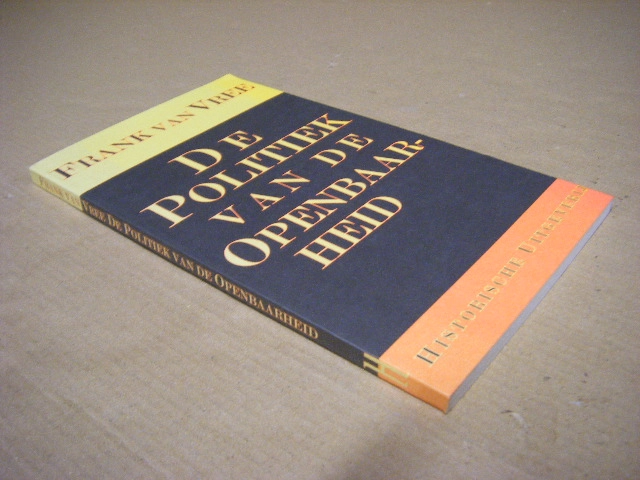 FRANK VAN VREE
DE
POLITIEK
VAN DE
OPENBAAR-
HEID
HISTORISCHE UITGEVERIJ
FRANK VAN VREE DE POLITIEK VAN DE OPENBAARHEID